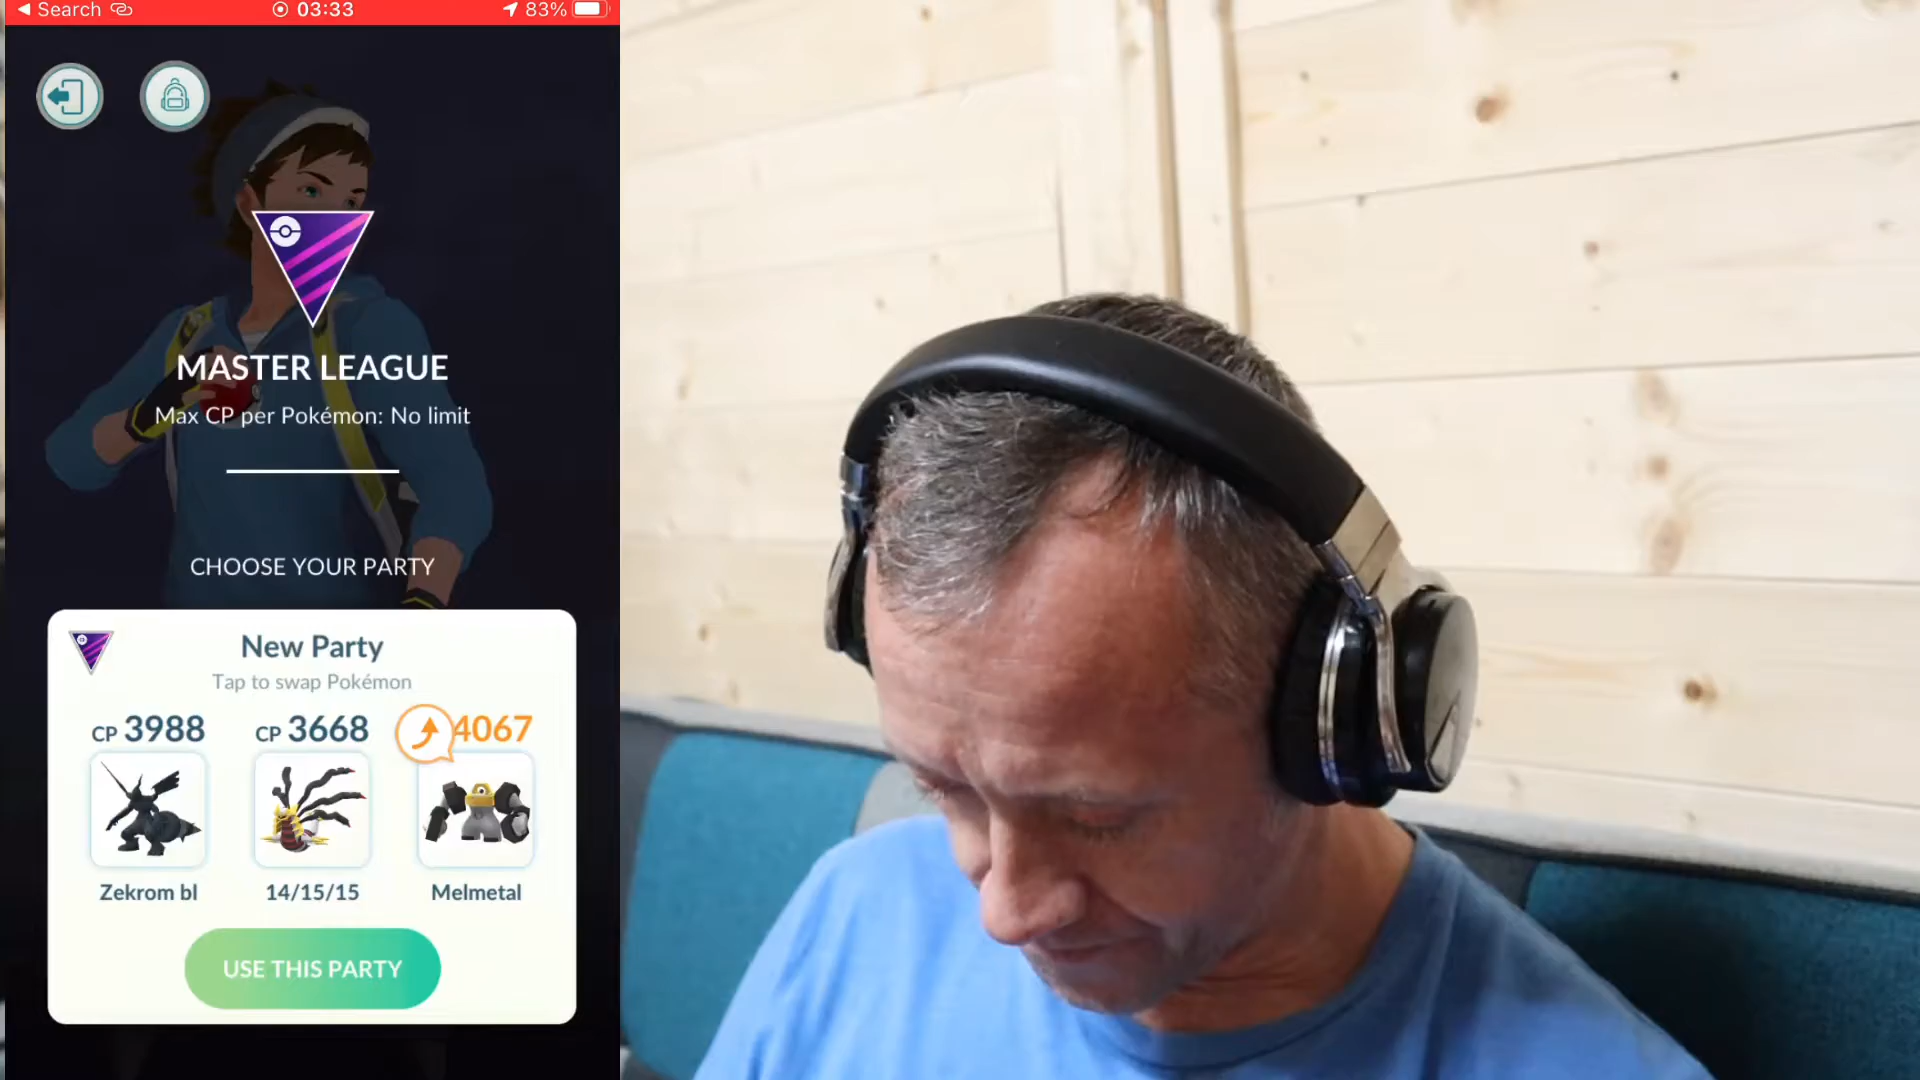 Search
03:33
83%
MASTER LEAGUE
Max CP per Pokémon: No limit
CHOOSE YOUR PARTY
New Party
Tap to swap Pokémon
CP 3988 CP 3668 4067
Zekrom bl 14/15/15 Melmetal
USE THIS PARTY